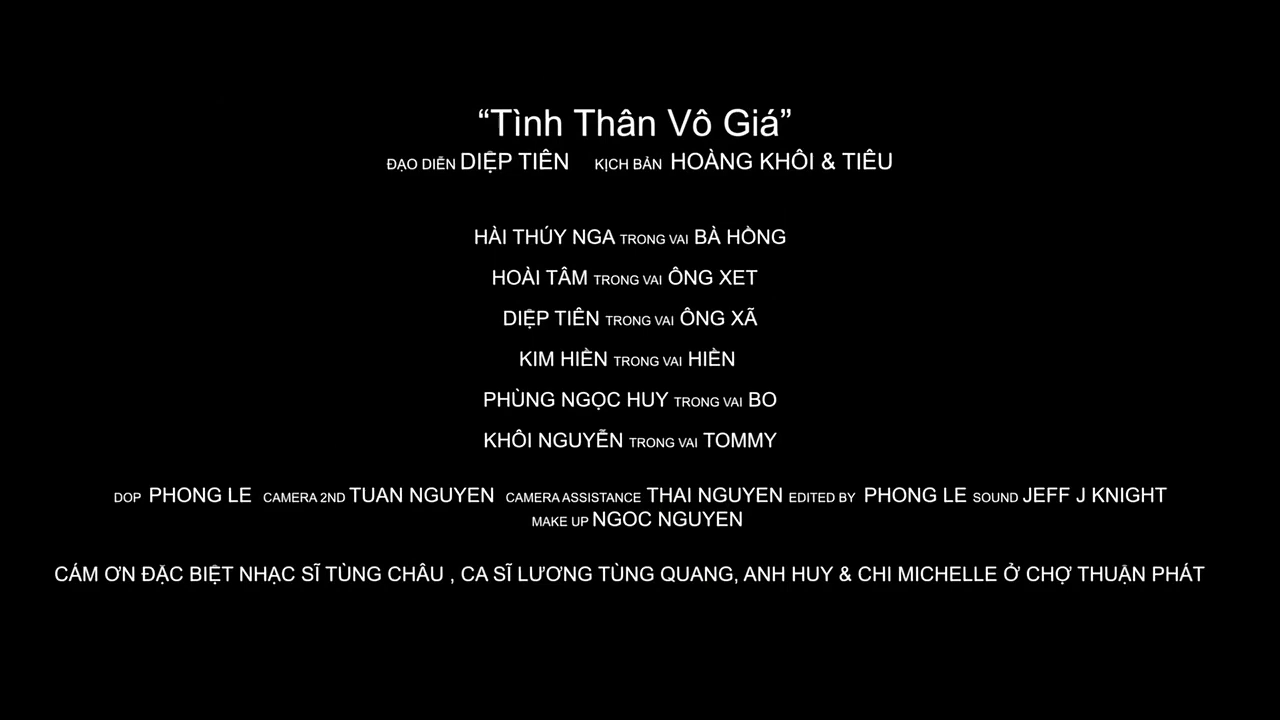 “Tình Thân Vô Giá”
ĐẠO DIỄN DIỆP TIÊN KỊCH BẢN HOÀNG KHÔI & TIÊU
HÀI THÚY NGA TRONG VAI BÀ HỒNG
HOÀI TÂM TRONG VAI ÔNG XET
DIỆP TIÊN TRONG VAI ÔNG XÃ
KIM HIỀN TRONG VAI HIỀN
PHÙNG NGỌC HUY TRONG VAI BO
KHÔI NGUYỄN TRONG VAI TOMMY
DOP PHONG LE CAMERA 2ND TUAN NGUYEN CAMERA ASSISTANCE THAI NGUYEN EDITED BY PHONG LE SOUND JEFF J KNIGHT
MAKE UP NGOC NGUYEN
CÁM ƠN ĐẶC BIỆT NHẠC SĨ TÙNG CHÂU , CA SĨ LƯƠNG TÙNG QUANG, ANH HUY & CHI MICHELLE Ở CHỢ THUẬN PHÁT